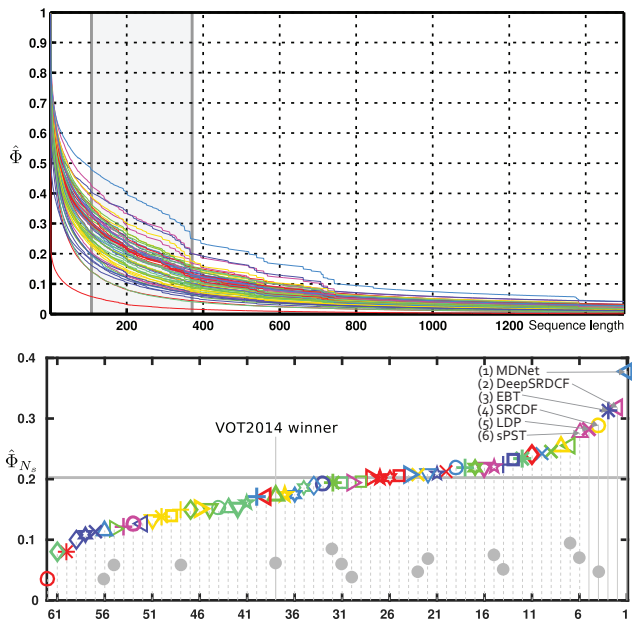 1
0.9
0.8
0.7
0.6
0.5
Φ̂
0.4
0.3
0.2
0.1
0
200 400 600 800 1000 1200 Sequence length
0.4
(1) MDNet
(2) DeepSRDCF
(3) EBT
(4) SRCDF
(5) LDP
(6) sPST
0.3
VOT2014 winner
Φ̂Ns
0.2
0.1
0
61 56 51 46 41 36 31 26 21 16 11 6 1